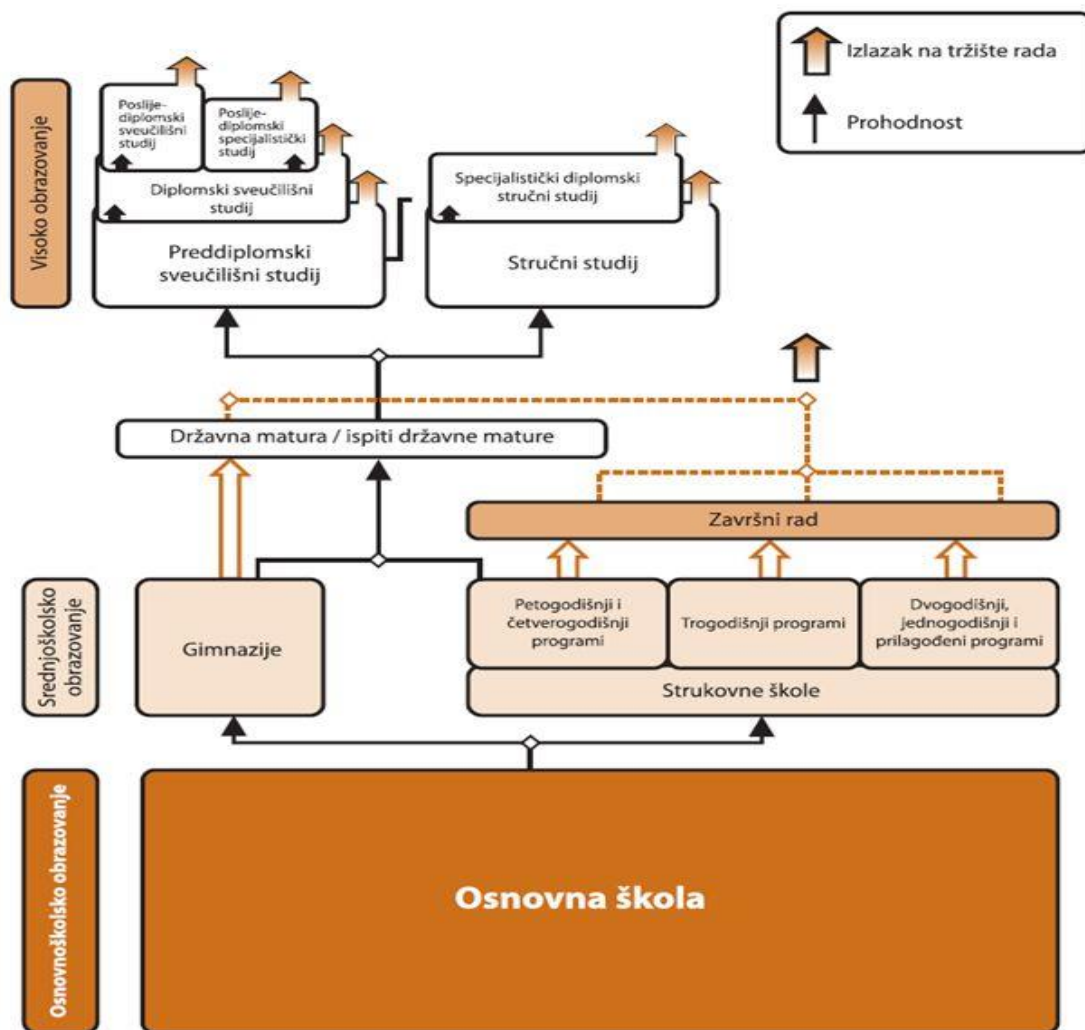 Izlazak na tržište rada
Prohodnost
Visoko obrazovanje
Poslije-
diplomski
sveučilišni
studij
Poslije-
diplomski
specijalistički
studij
Diplomski sveučilišni
studij
Preddiplomski
sveučilišni studij
Specijalistički diplomski
stručni studij
Stručni studij
Državna matura / ispiti državne mature
Završni rad
Srednjoškolsko
obrazovanje
Gimnazije
Petogodišnji i
četverogodišnji
programi
Trogodišnji programi
Dvogodišnji,
jednogodišnji i
prilagođeni programi
Strukovne škole
Osnovnoškolsko obrazovanje
Osnovna škola